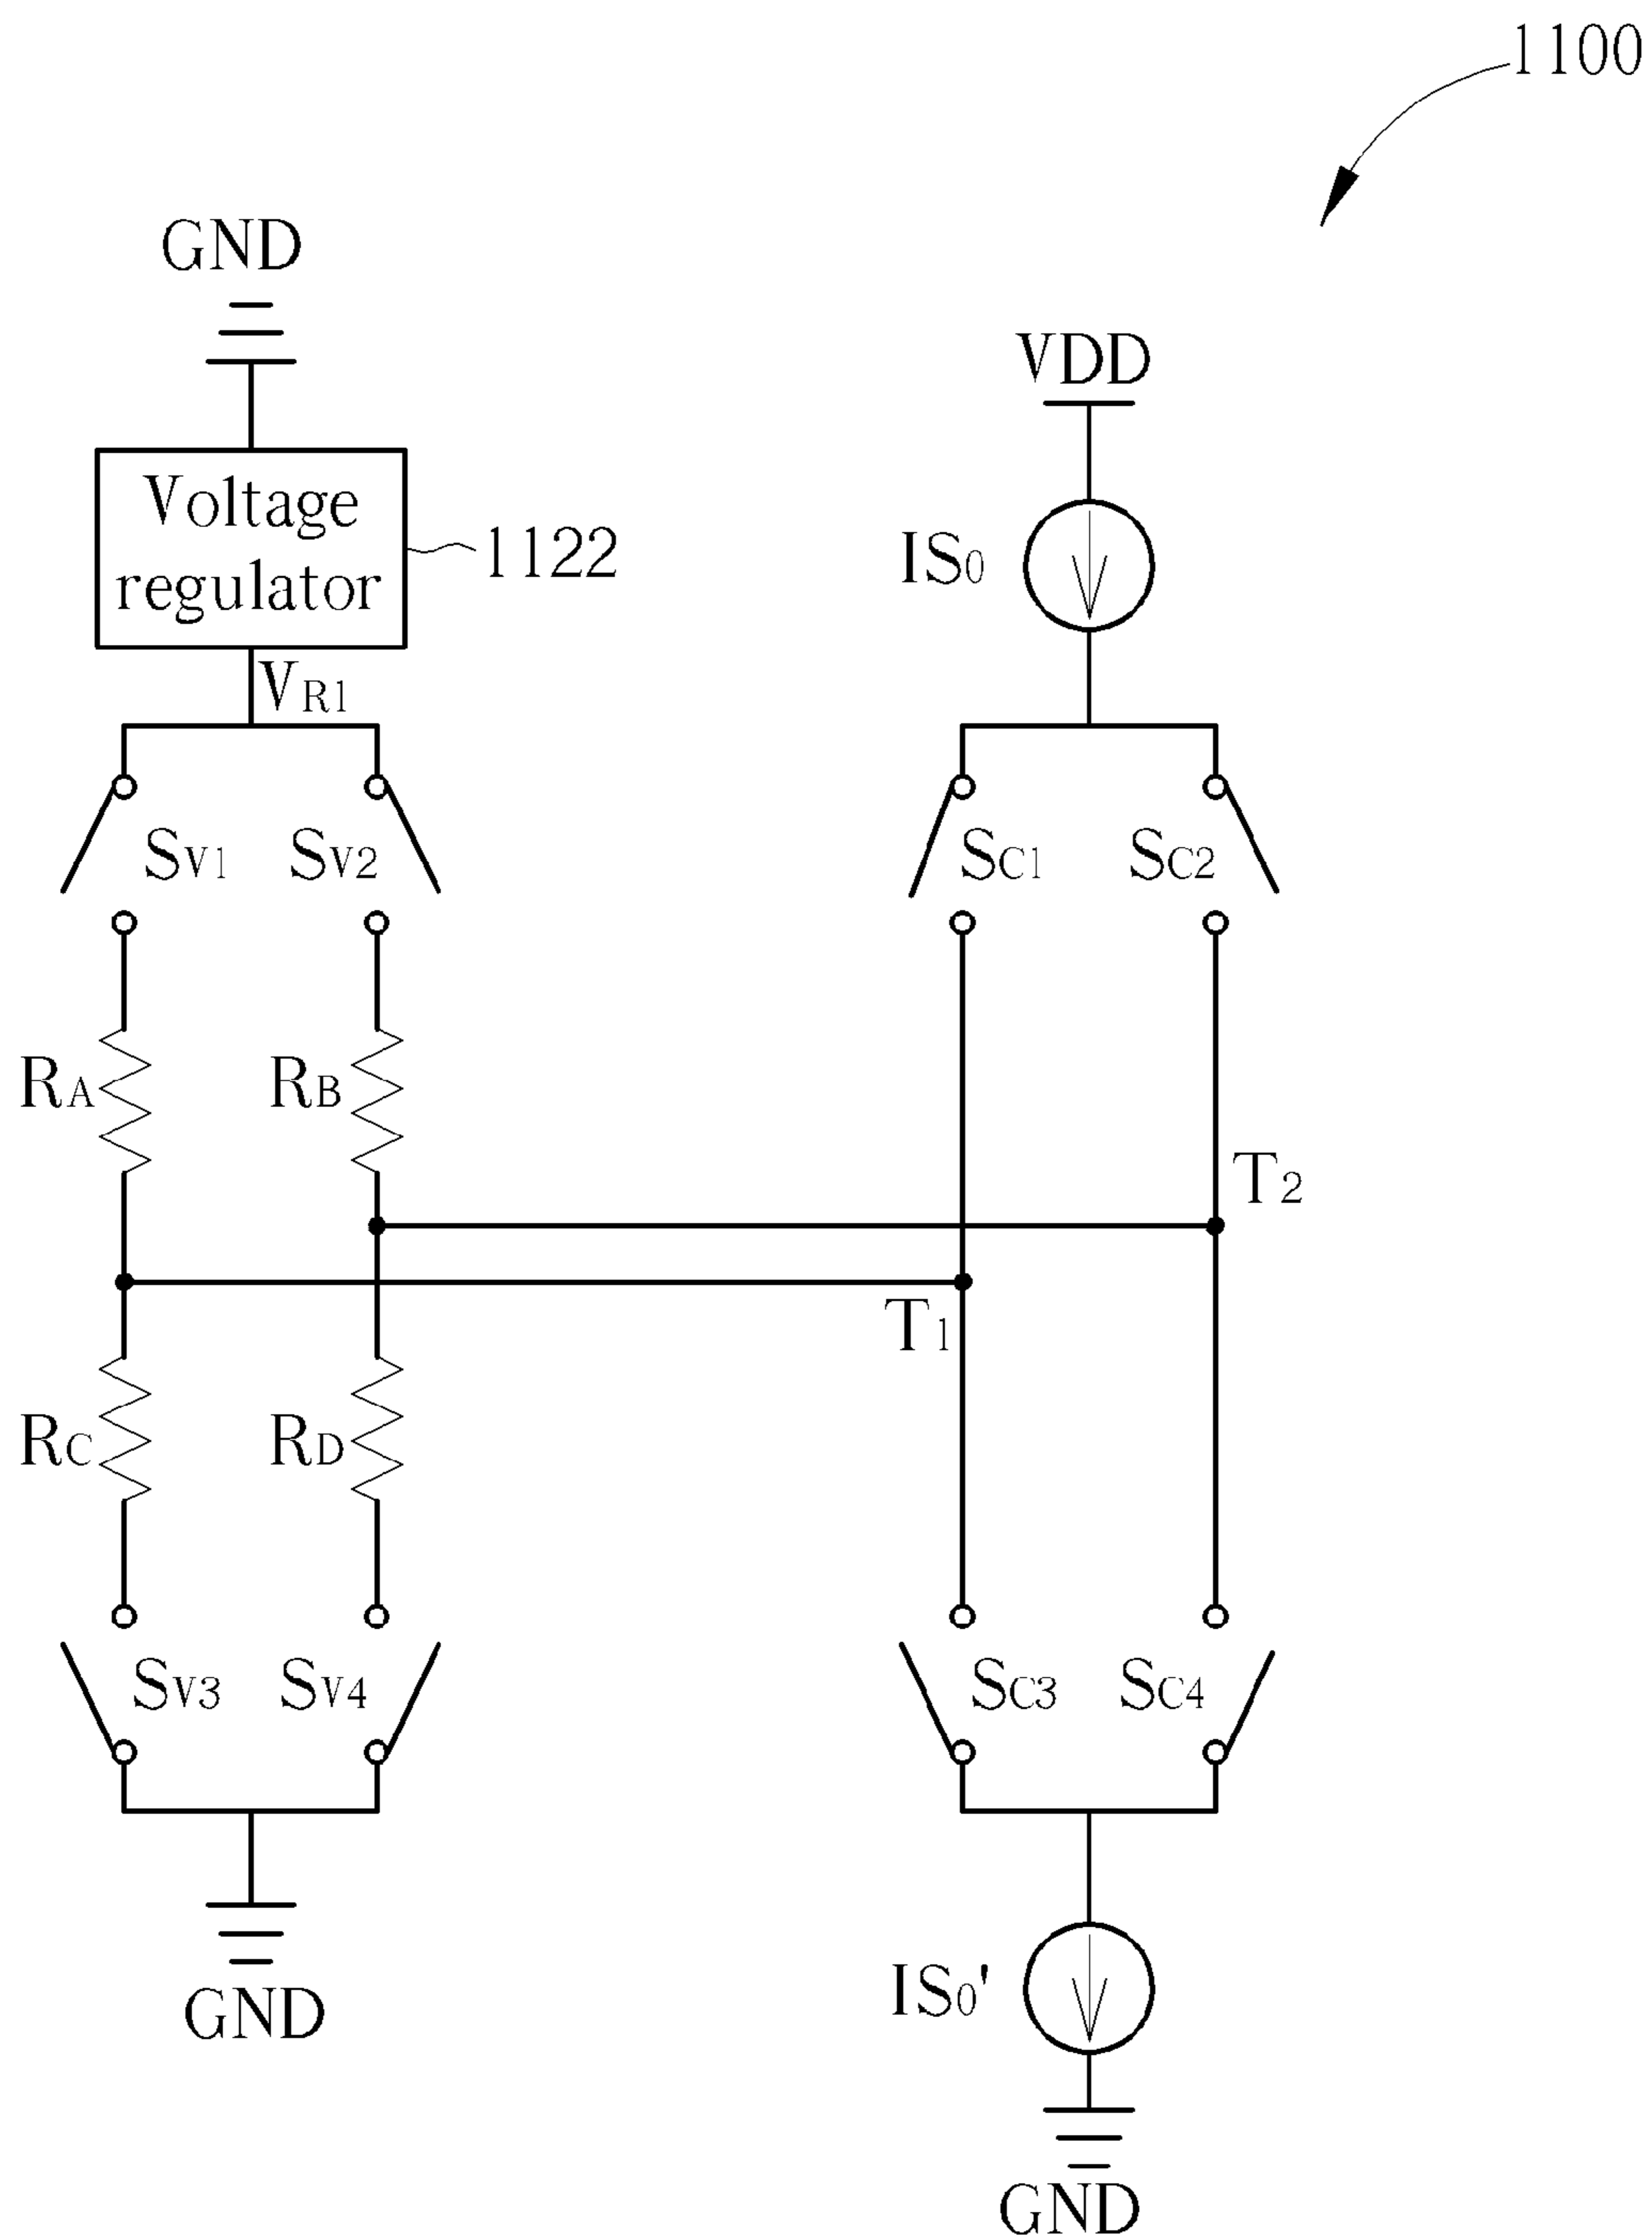 1100
GND
VDD
Voltage
regulator
1122
IS0
VR1
SV1
SV2
SC1
SC2
RA
RB
T2
T1
RC
RD
SV3
SV4
SC3
SC4
IS0'
GND
GND